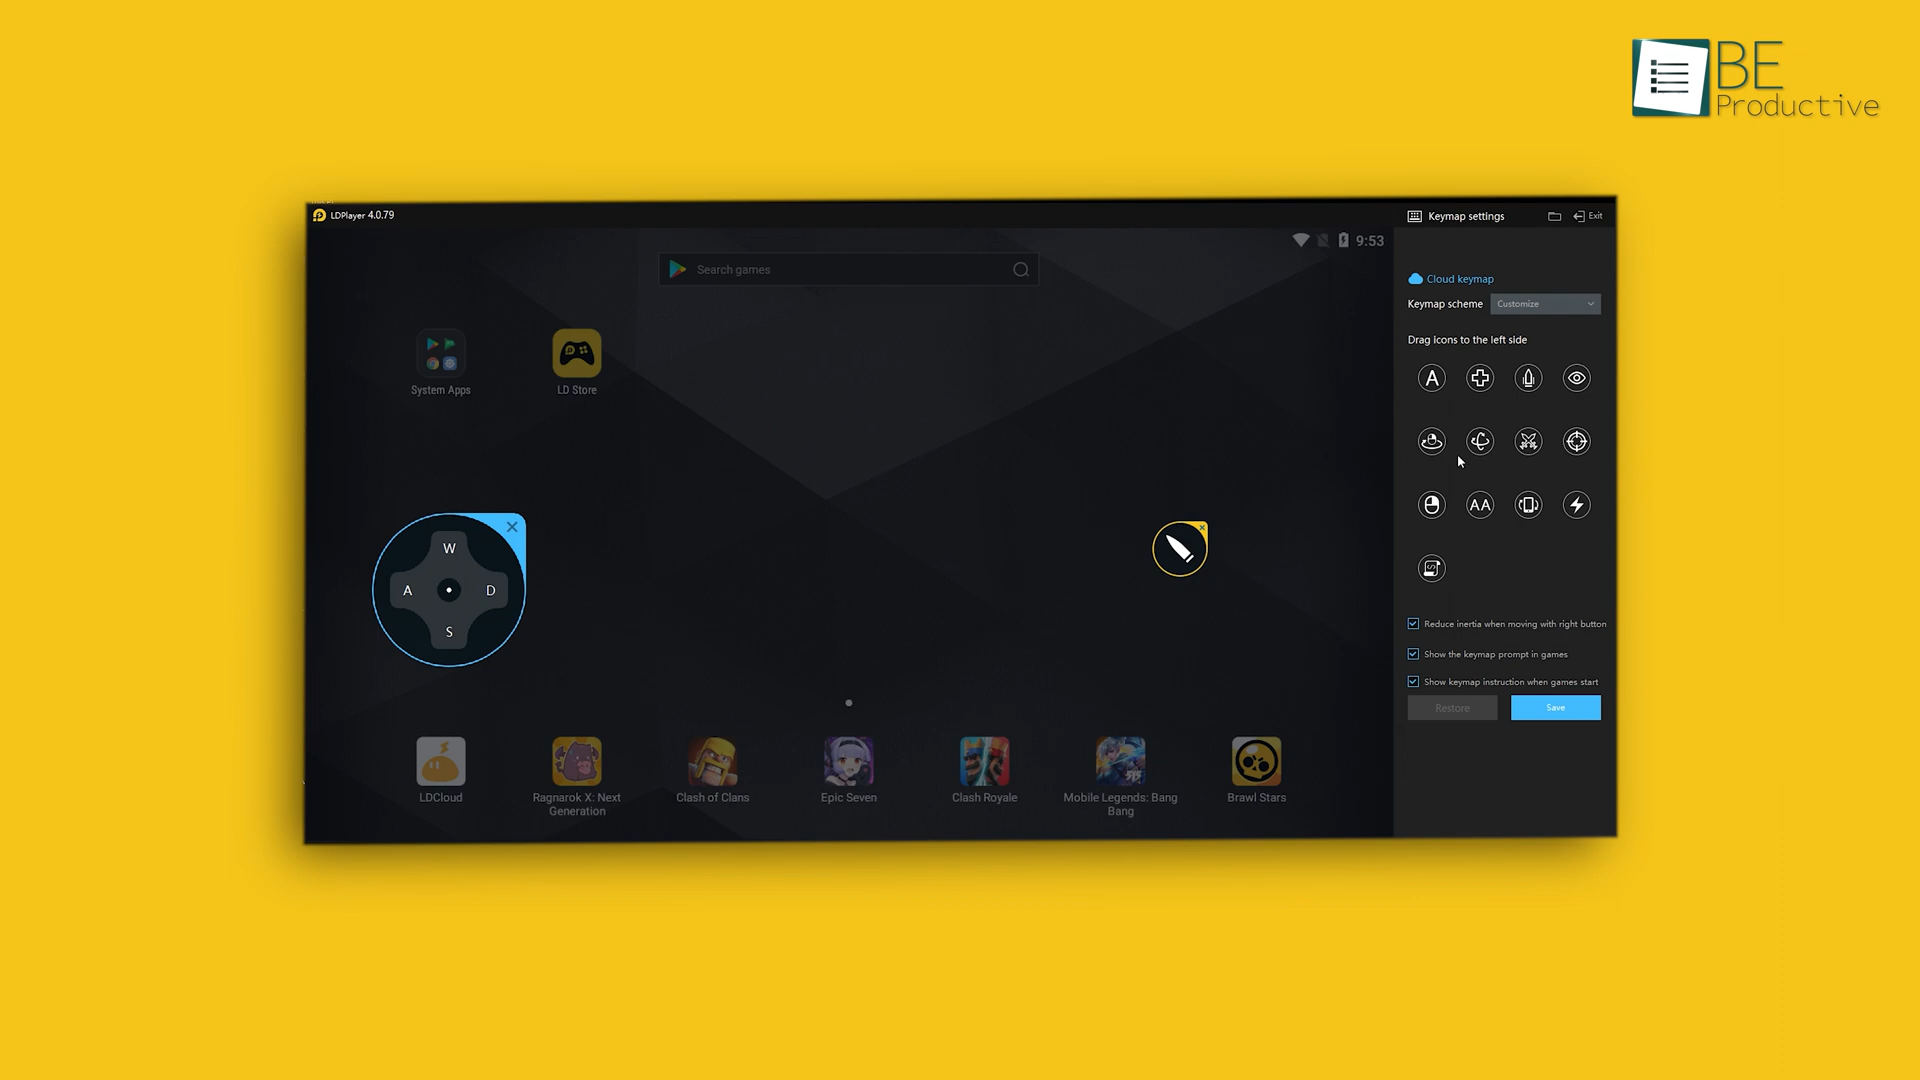 BE
Productive
LDPlayer 4.0.79
Keymap settings
Exit
9:53
Search games
Cloud keymap
Keymap scheme
Customize
Drag icons to the left side
System Apps
LD Store
A
AA
W
A
D
S
Reduce inertia when moving with right button
Show the keymap prompt in games
Show keymap instruction when games start
Restore
Save
LDCloud
Ragnarok X: Next
Generation
Clash of Clans
Epic Seven
Clash Royale
Mobile Legends: Bang
Bang
Brawl Stars